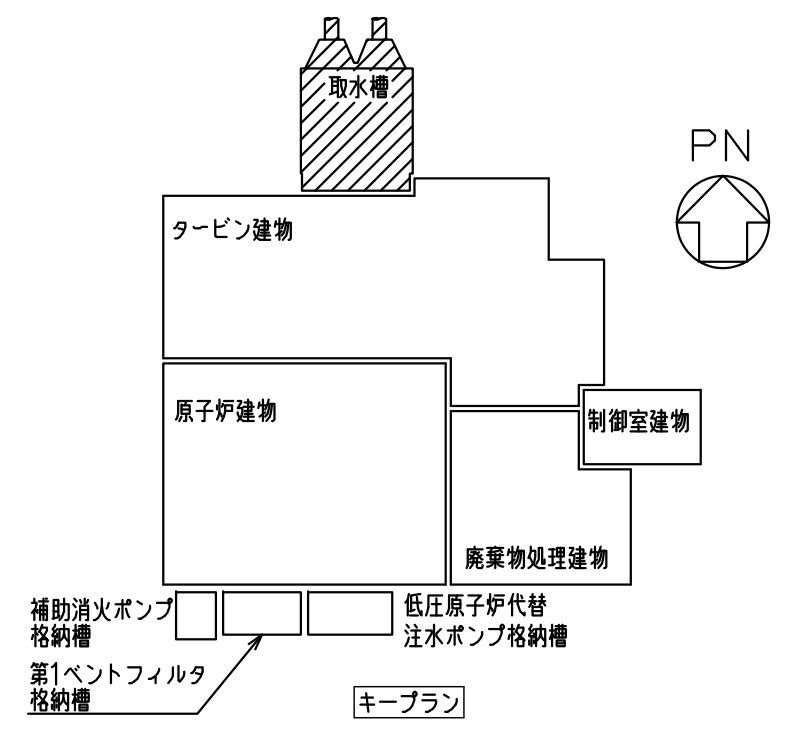 取水槽
PN
タービン建物
原子炉建物
制御室建物
廃棄物処理建物
補助消火ポンプ
格納槽
低圧原子炉代替
注水ポンプ格納槽
第1ベントフィルタ
格納槽
キープラン